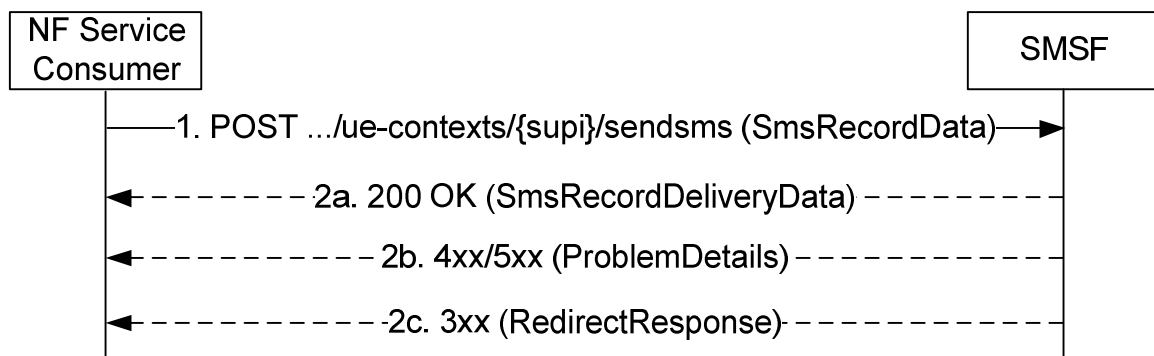 NF Service
Consumer
SMSF
1. POST .../ue-contexts/{supi}/sendsms (SmsRecordData)
2a. 200 OK (SmsRecordDeliveryData)
2b. 4xx/5xx (ProblemDetails)
2c. 3xx (RedirectResponse)